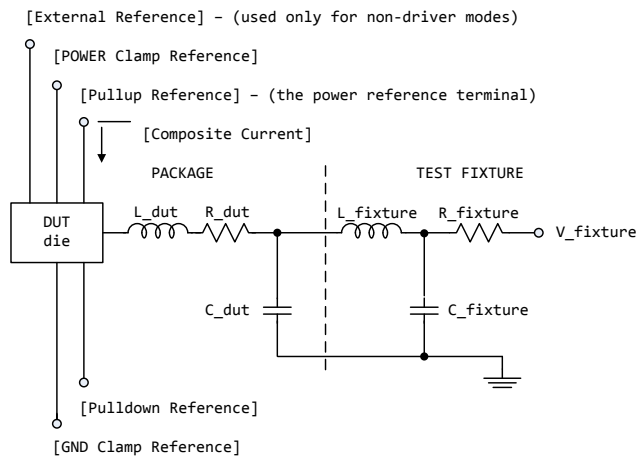 [External Reference] – (used only for non-driver modes)
[POWER Clamp Reference]
[Pullup Reference] – (the power reference terminal)
[Composite Current]
PACKAGE
TEST FIXTURE
L_dut
R_dut
L_fixture
R_fixture
DUT
die
V_fixture
C_dut
C_fixture
[Pulldown Reference]
[GND Clamp Reference]